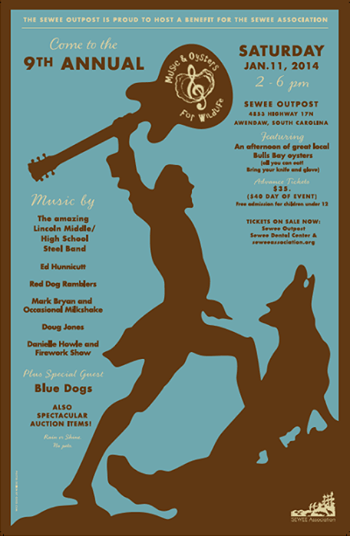 THE SEWEE OUTPOST IS PROUD TO HOST A BENEFIT FOR THE SEWEE ASSOCIATION
Come to the
9TH ANNUAL
Music & Oysters
For Wildlife
SATURDAY
JAN.11, 2014
2 - 6 pm
SEWEE OUTPOST
4853 HIGHWAY 17N
AWENDAW, SOUTH CAROLINA
Featuring
An afternoon of great local
Bulls Bay oysters
(all you can eat!
Bring your knife and glove)
Advance Tickets
$35.
($40 DAY OF EVENT)
Free admission for children under 12
TICKETS ON SALE NOW:
Sewee Outpost
Sewee Dental Center &
seweeassociation.org
Music by
The amazing
Lincoln Middle/
High School
Steel Band
Ed Hunnicutt
Red Dog Ramblers
Mark Bryan and
Occasional Milkshake
Doug Jones
Danielle Howle and
Firework Show
Plus Special Guest
Blue Dogs
ALSO
SPECTACULAR
AUCTION ITEMS!
Rain or Shine
No pets
SEWEE Association